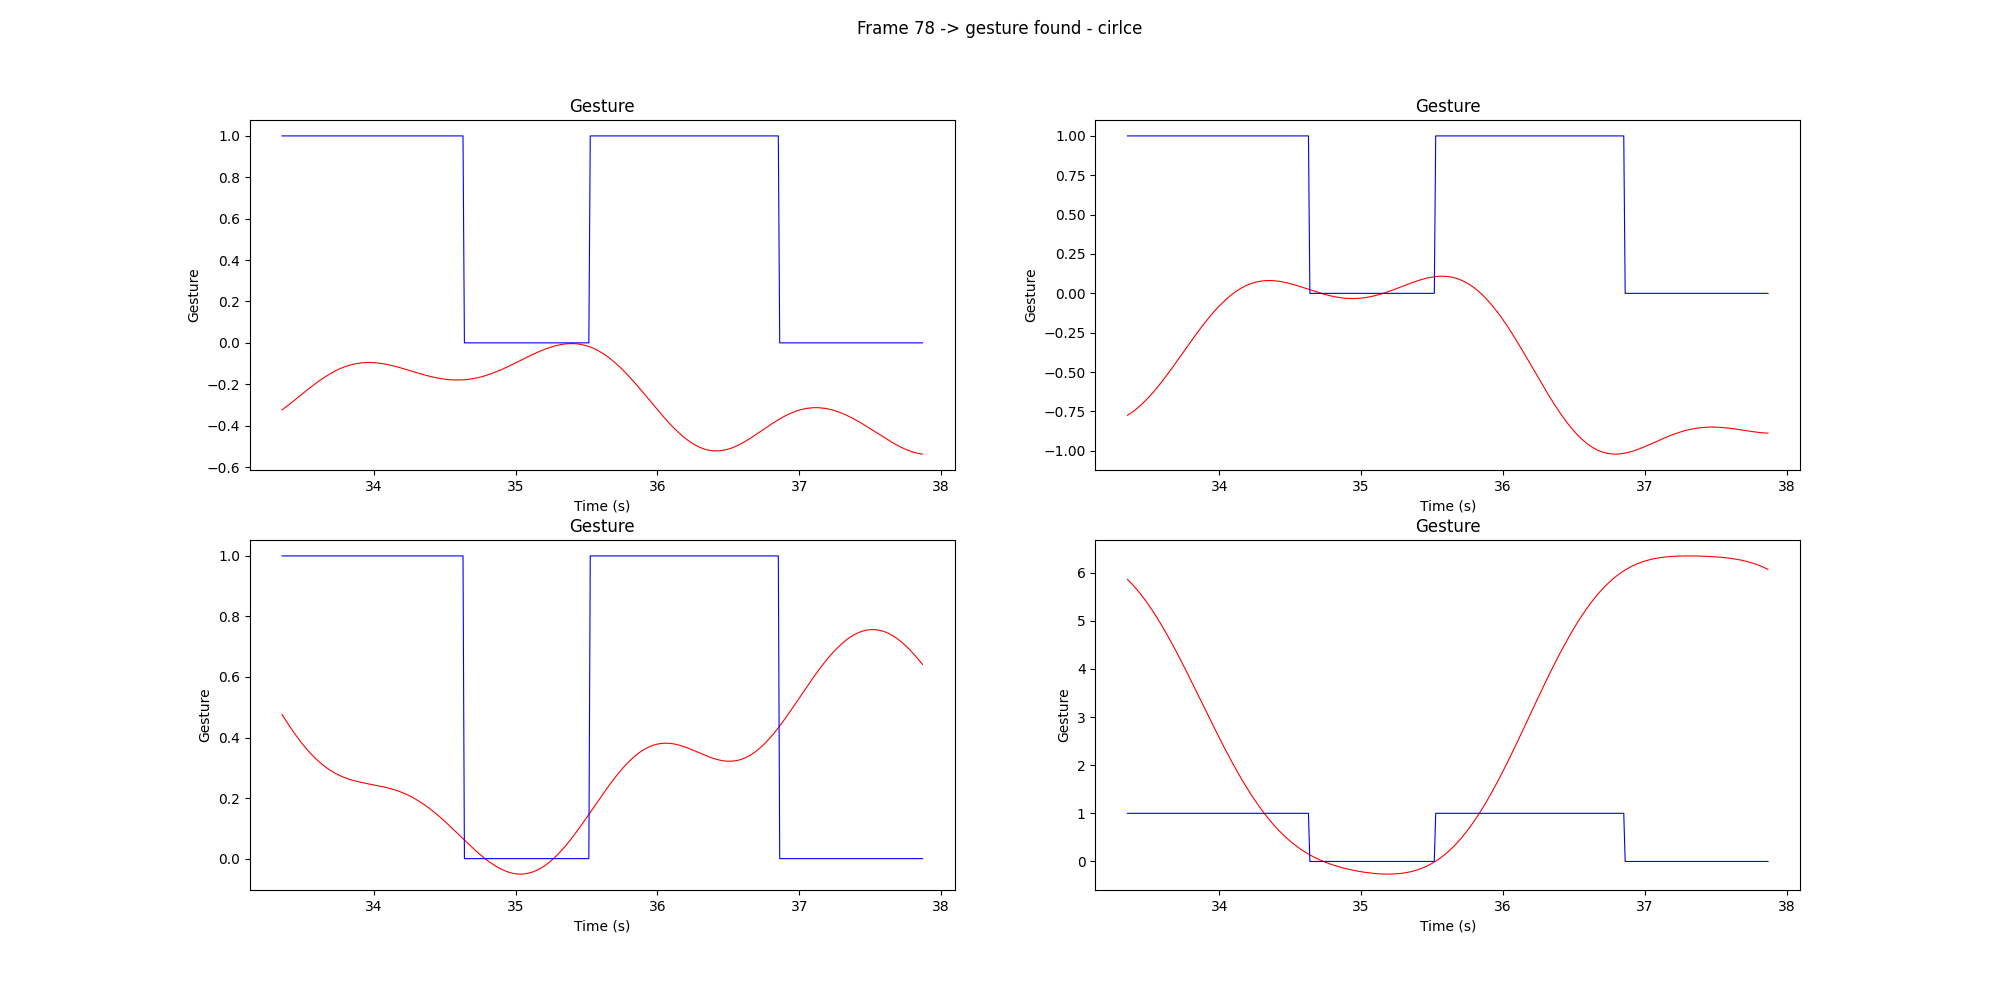 Frame 78 -> gesture found - cirlce
Gesture
1.0
0.8
0.6
0.4
0.2
0.0
−0.2
−0.4
−0.6
Gesture
34 35 36 37 38
Time (s)
Gesture
1.00
0.75
0.50
0.25
0.00
−0.25
−0.50
−0.75
−1.00
Gesture
34 35 36 37 38
Time (s)
Gesture
1.0
0.8
0.6
0.4
0.2
0.0
Gesture
34 35 36 37 38
Time (s)
Gesture
6
5
4
3
2
1
0
Gesture
34 35 36 37 38
Time (s)